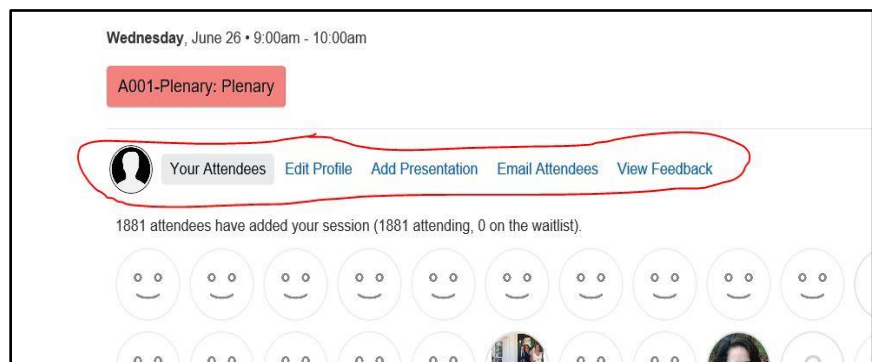 Wednesday, June 26 • 9:00am - 10:00am
A001-Plenary: Plenary
Your Attendees Edit Profile Add Presentation Email Attendees View Feedback
1881 attendees have added your session (1881 attending, 0 on the waitlist).